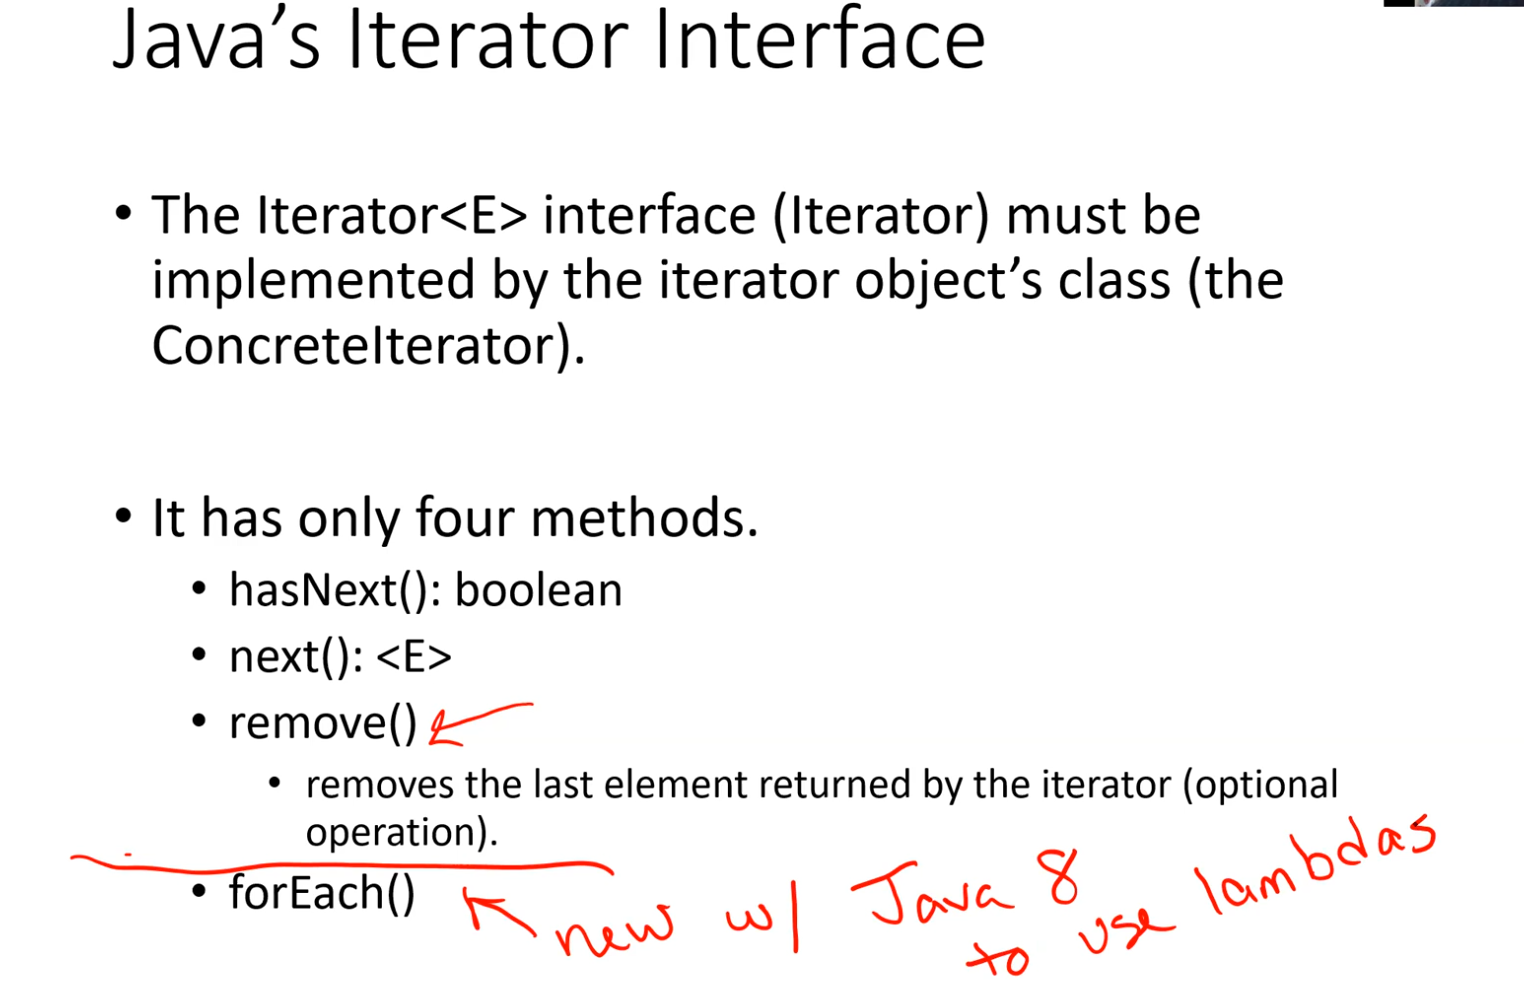 Java’s Iterator Interface
• The Iterator<E> interface (Iterator) must be
implemented by the iterator object’s class (the
ConcreteIterator).
• It has only four methods.
• hasNext(): boolean
• next(): <E>
• remove()
• removes the last element returned by the iterator (optional
operation).
• forEach()
new w/ Java 8
to use lambdas